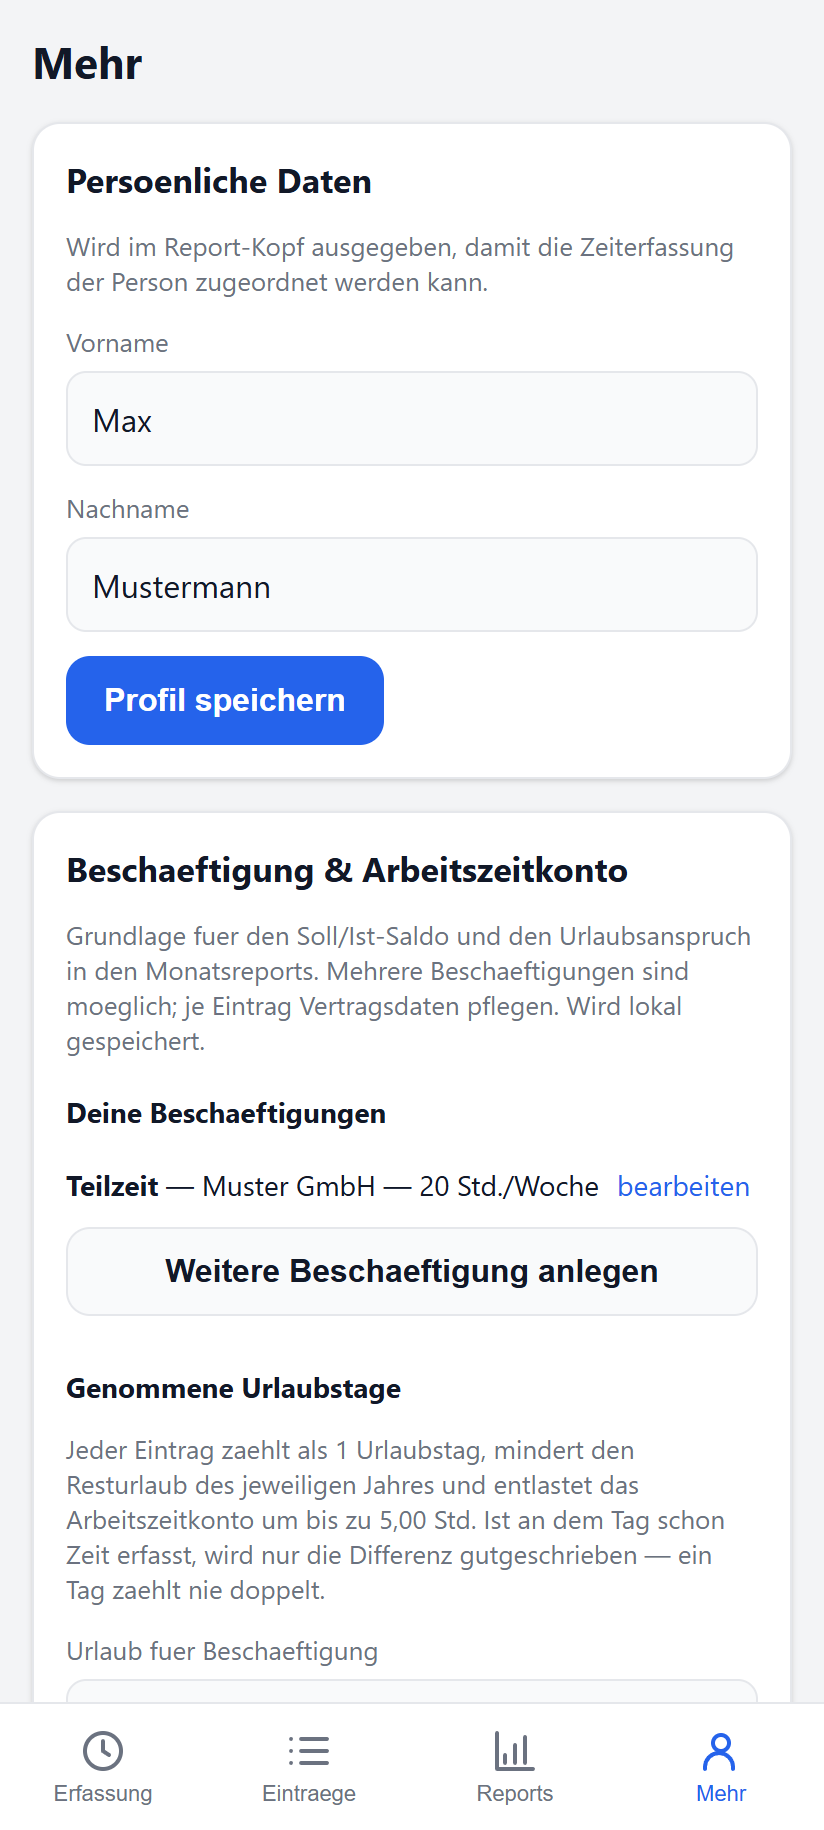 Mehr
Persoenliche Daten
Wird im Report-Kopf ausgegeben, damit die Zeiterfassung
der Person zugeordnet werden kann.
Vorname
Max
Nachname
Mustermann
Profil speichern
Beschaeftigung & Arbeitszeitkonto
Grundlage fuer den Soll/Ist-Saldo und den Urlaubsanspruch
in den Monatsreports. Mehrere Beschaeftigungen sind
moeglich; je Eintrag Vertragsdaten pflegen. Wird lokal
gespeichert.
Deine Beschaeftigungen
Teilzeit — Muster GmbH — 20 Std./Woche bearbeiten
Weitere Beschaeftigung anlegen
Genommene Urlaubstage
Jeder Eintrag zaehlt als 1 Urlaubstag, mindert den
Resturlaub des jeweiligen Jahres und entlastet das
Arbeitszeitkonto um bis zu 5,00 Std. Ist an dem Tag schon
Zeit erfasst, wird nur die Differenz gutgeschrieben — ein
Tag zaehlt nie doppelt.
Urlaub fuer Beschaeftigung
Erfassung
Eintraege
Reports
Mehr